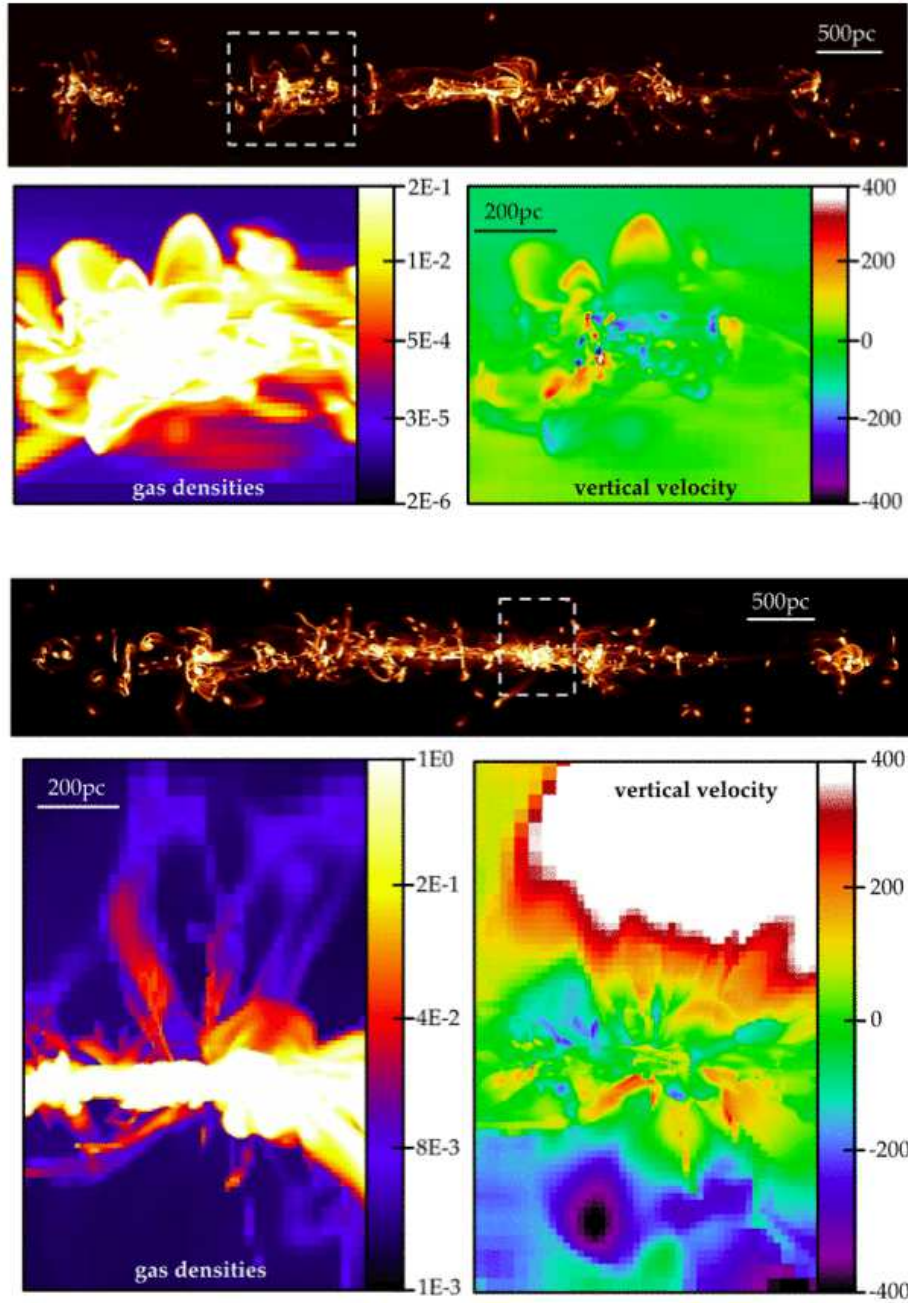 500pc
2E-1
1E-2
5E-4
3E-5
2E-6
gas densities
200pc
400
200
0
-200
-400
vertical velocity
500pc
200pc
1E0
2E-1
4E-2
8E-3
1E-3
gas densities
vertical velocity
400
200
0
-200
-400